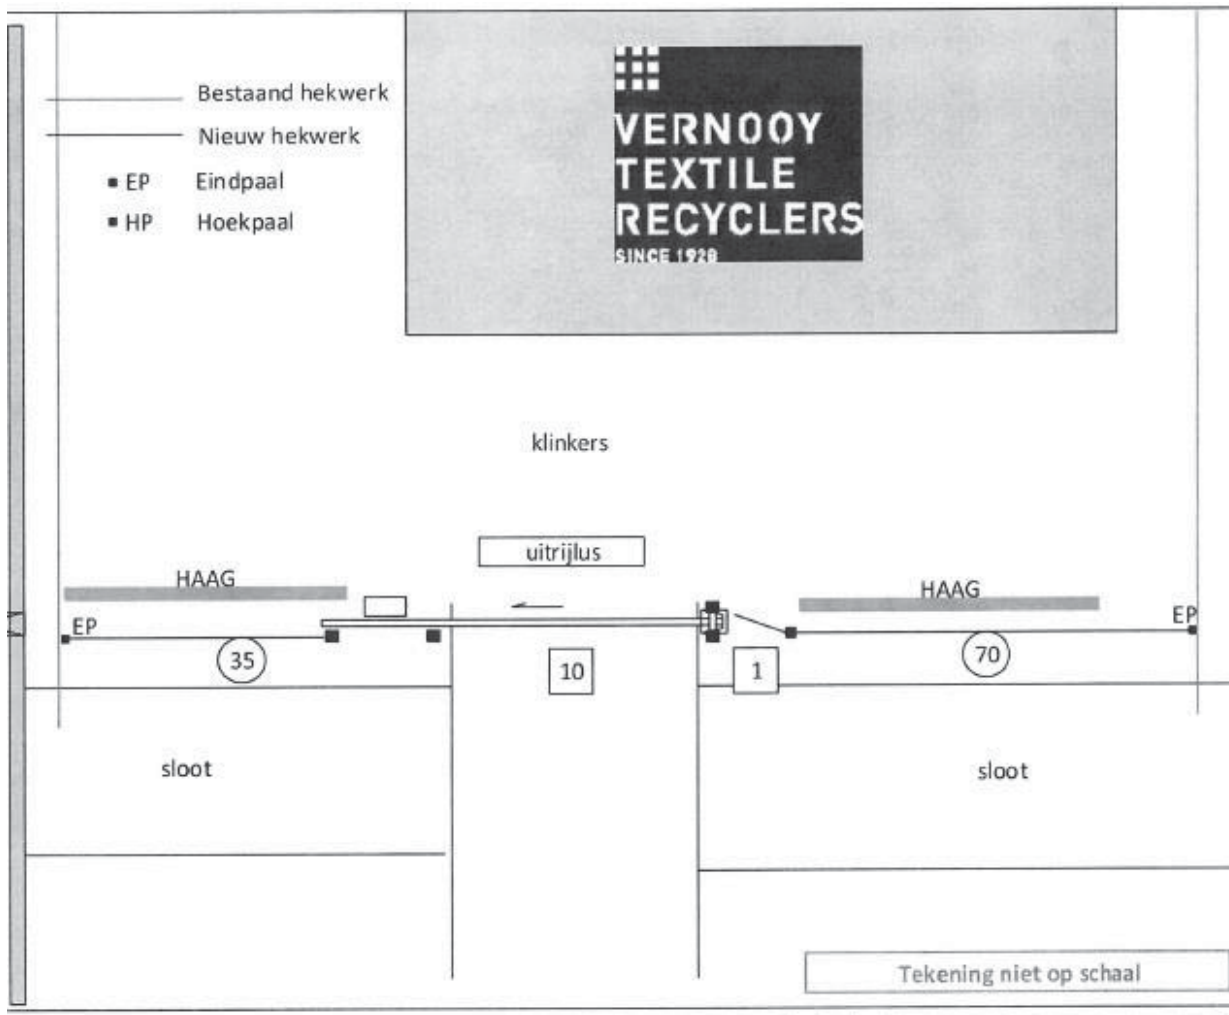 Bestaand hekwerk
Nieuw hekwerk
EP Eindpaal
HP Hoekpaal
VERNOOY
TEXTILE
RECYCLERS
SINCE 1928
klinkers
uitrijlus
HAAG
HAAG
EP
EP
35
10
1
70
sloot
sloot
Tekening niet op schaal